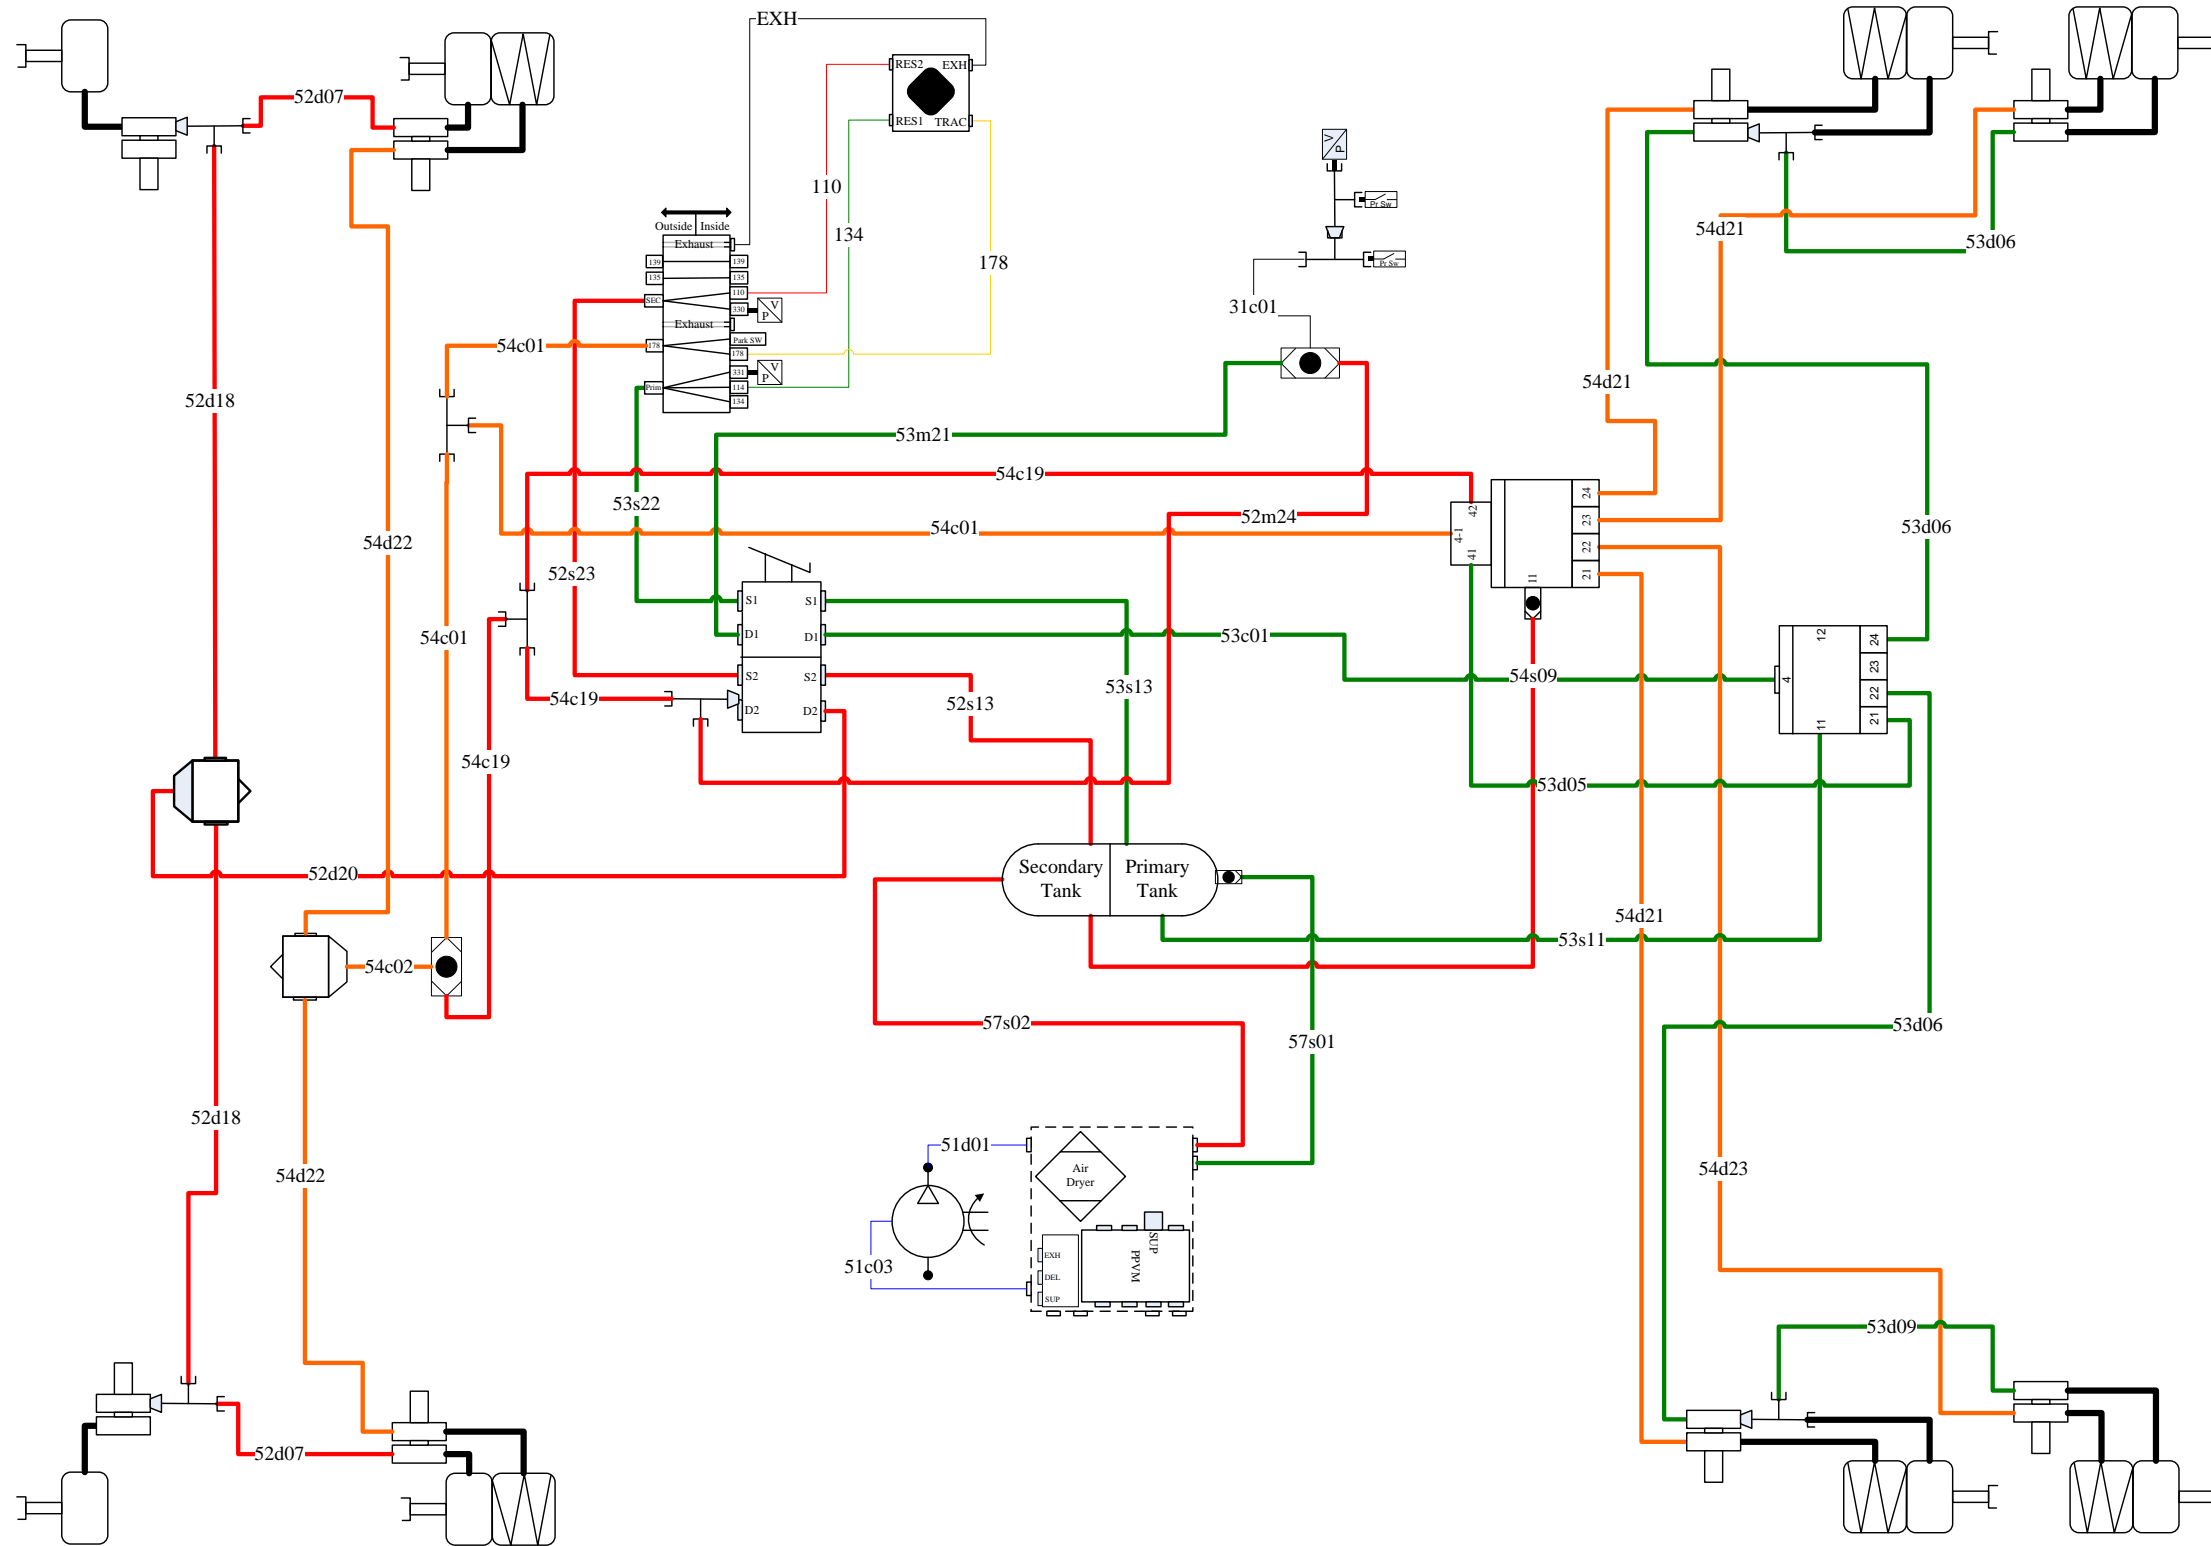 EXH
RES2
EXH
RES1
TRAC
52d07
110
134
178
V
P
Pr Sw
Pr Sw
Outside
Inside
Exhaust
139
139
135
135
110
SEC
330
V
P
Exhaust
Park SW
178
178
331
V
P
Prim
114
134
31c01
54d21
53d06
54d21
54c01
52d18
53m21
54c19
53s22
52m24
54c01
54d22
52s23
42
4-1
41
11
24
23
22
21
53d06
S1
S1
D1
D1
S2
S2
D2
D2
53c01
54c01
54s09
53s13
52s13
54c19
54c19
12
4
11
24
23
22
21
53d05
52d20
Secondary
Tank
Primary
Tank
54d21
53s11
54c02
57s02
57s01
53d06
52d18
54d22
51d01
Air
Dryer
54d23
51c03
EXH
DEL
SUP
SUP
PPVM
53d09
52d07